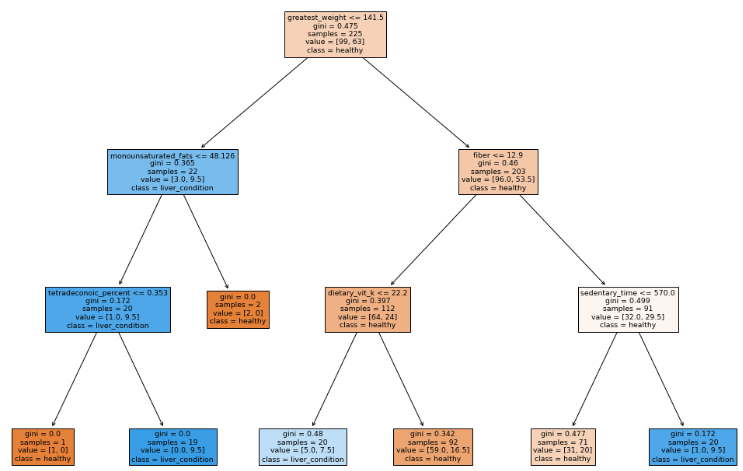 greatest_weight <= 141.5
gini = 0.475
samples = 225
value = [99, 63]
class = healthy
monounsaturated_fats <= 48.126
gini = 0.365
samples = 22
value = [3.0, 9.5]
class = liver_condition
fiber <= 12.9
gini = 0.46
samples = 203
value = [96.0, 53.5]
class = healthy
tetradeconoic_percent <= 0.353
gini = 0.172
samples = 20
value = [1.0, 9.5]
class = liver_condition
gini = 0.0
samples = 2
value = [2, 0]
class = healthy
dietary_vit_k <= 22.2
gini = 0.397
samples = 112
value = [64, 24]
class = healthy
sedentary_time <= 570.0
gini = 0.499
samples = 91
value = [32.0, 29.5]
class = healthy
gini = 0.0
samples = 1
value = [1, 0]
class = healthy
gini = 0.0
samples = 19
value = [0.0, 9.5]
class = liver_condition
gini = 0.48
samples = 20
value = [5.0, 7.5]
class = liver_condition
gini = 0.342
samples = 92
value = [59.0, 16.5]
class = healthy
gini = 0.477
samples = 71
value = [31, 20]
class = healthy
gini = 0.172
samples = 20
value = [1.0, 9.5]
class = liver_condition